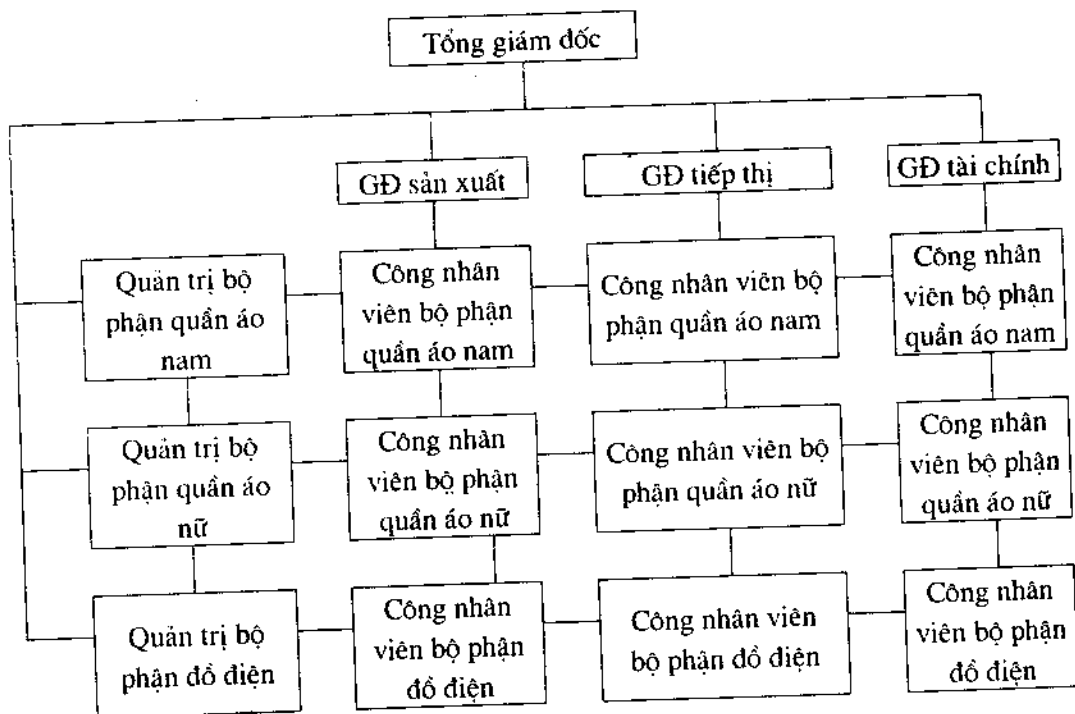 Tổng giám đốc
GĐ sản xuất
GĐ tiếp thị
GĐ tài chính
Quản trị bộ
phận quần áo
nam
Công nhân
viên bộ phận
quần áo nam
Công nhân viên bộ
phận quần áo nam
Công nhân
viên bộ phận
quần áo nam
Quản trị bộ
phận quần áo
nữ
Công nhân
viên bộ phận
quần áo nữ
Công nhân viên bộ
phận quần áo nữ
Công nhân
viên bộ phận
quần áo nữ
Quản trị bộ
phận đồ điện
Công nhân
viên bộ phận
đồ điện
Công nhân viên
bộ phận đồ điện
Công nhân
viên bộ phận
đồ điện